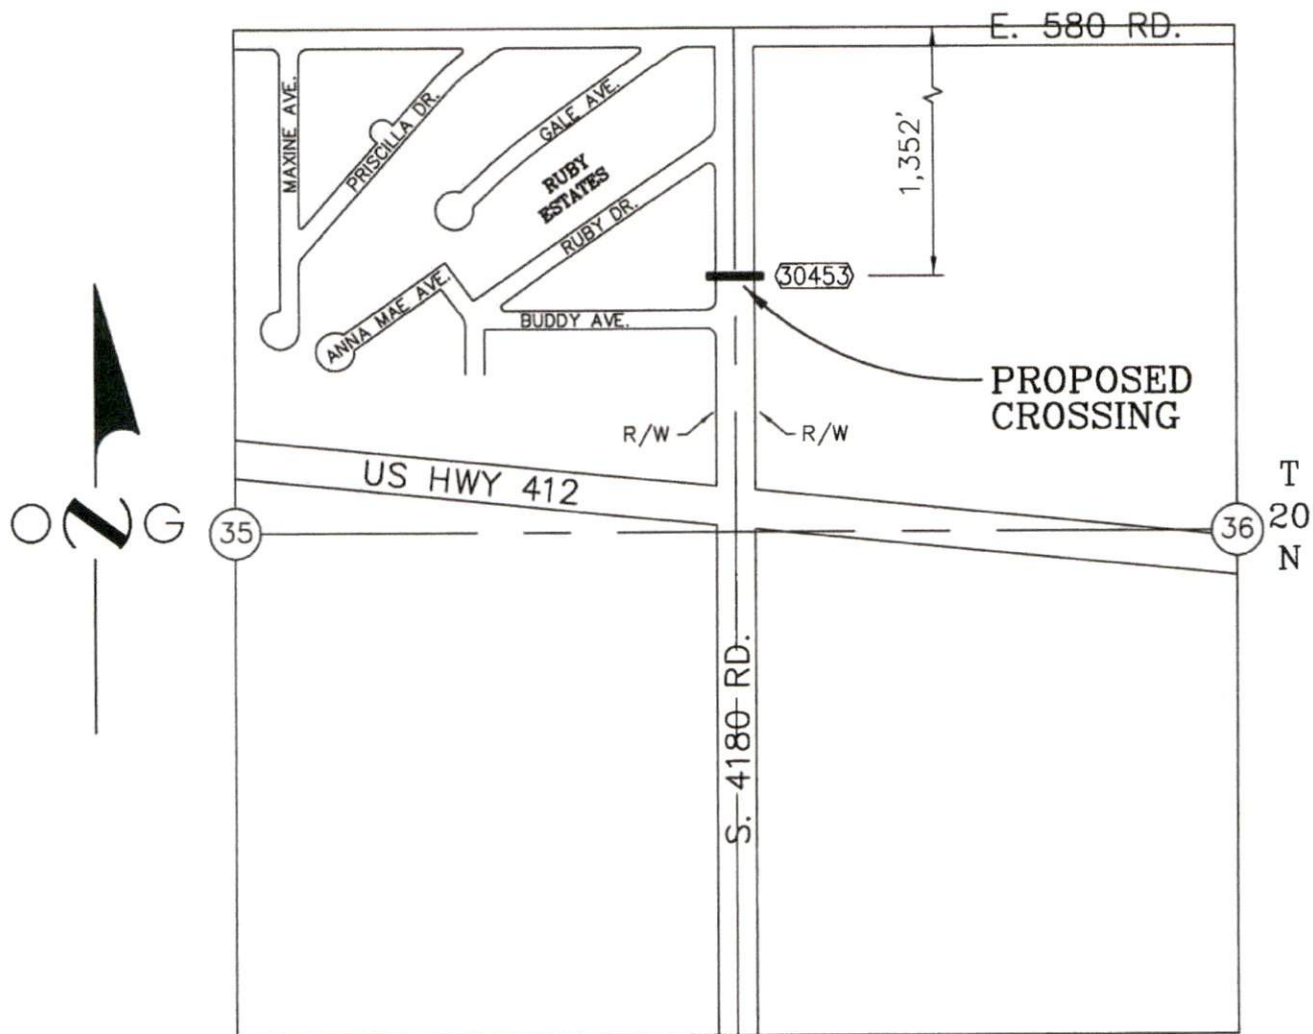 E. 580 RD.
MAXINE AVE.
PRISCILLA DR.
GALE AVE.
1,352'
RUBY
ESTATES
RUBY DR.
30453
ANNA MAE AVE.
BUDDY AVE.
PROPOSED
CROSSING
R/W
R/W
US HWY 412
T
20
N
O N G
35
36
S. 4180 RD.